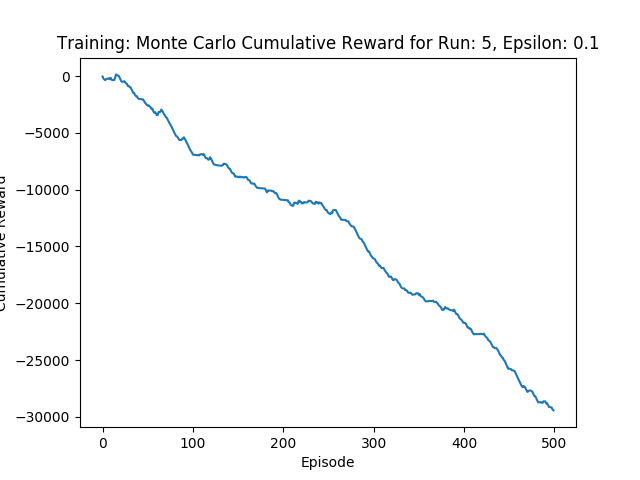 Training: Monte Carlo Cumulative Reward for Run: 5, Epsilon: 0.1
0
−5000
−10000
−15000
−20000
−25000
−30000
Cumulative Reward
0 100 200 300 400 500
Episode